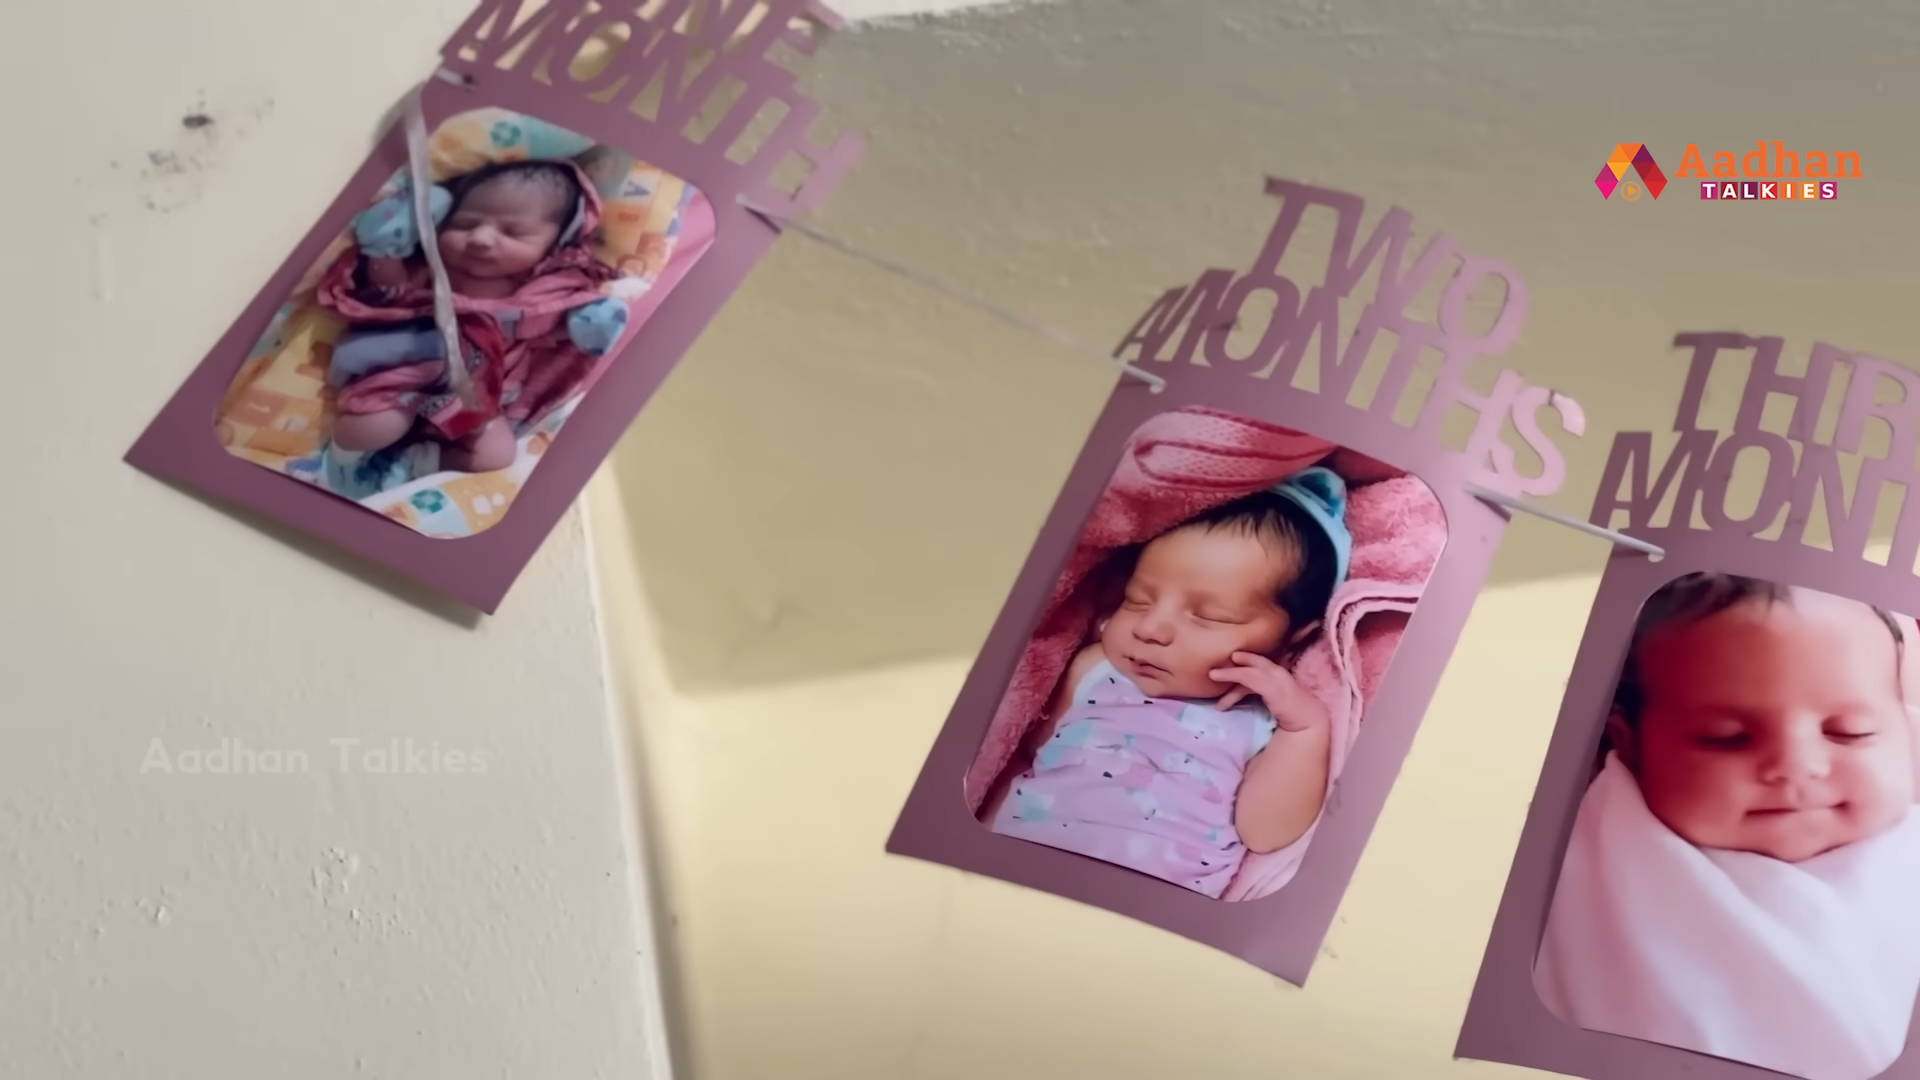 MONTH
Aadhan
TALKIES
TWO
MONTHS
Aadhan Talkies